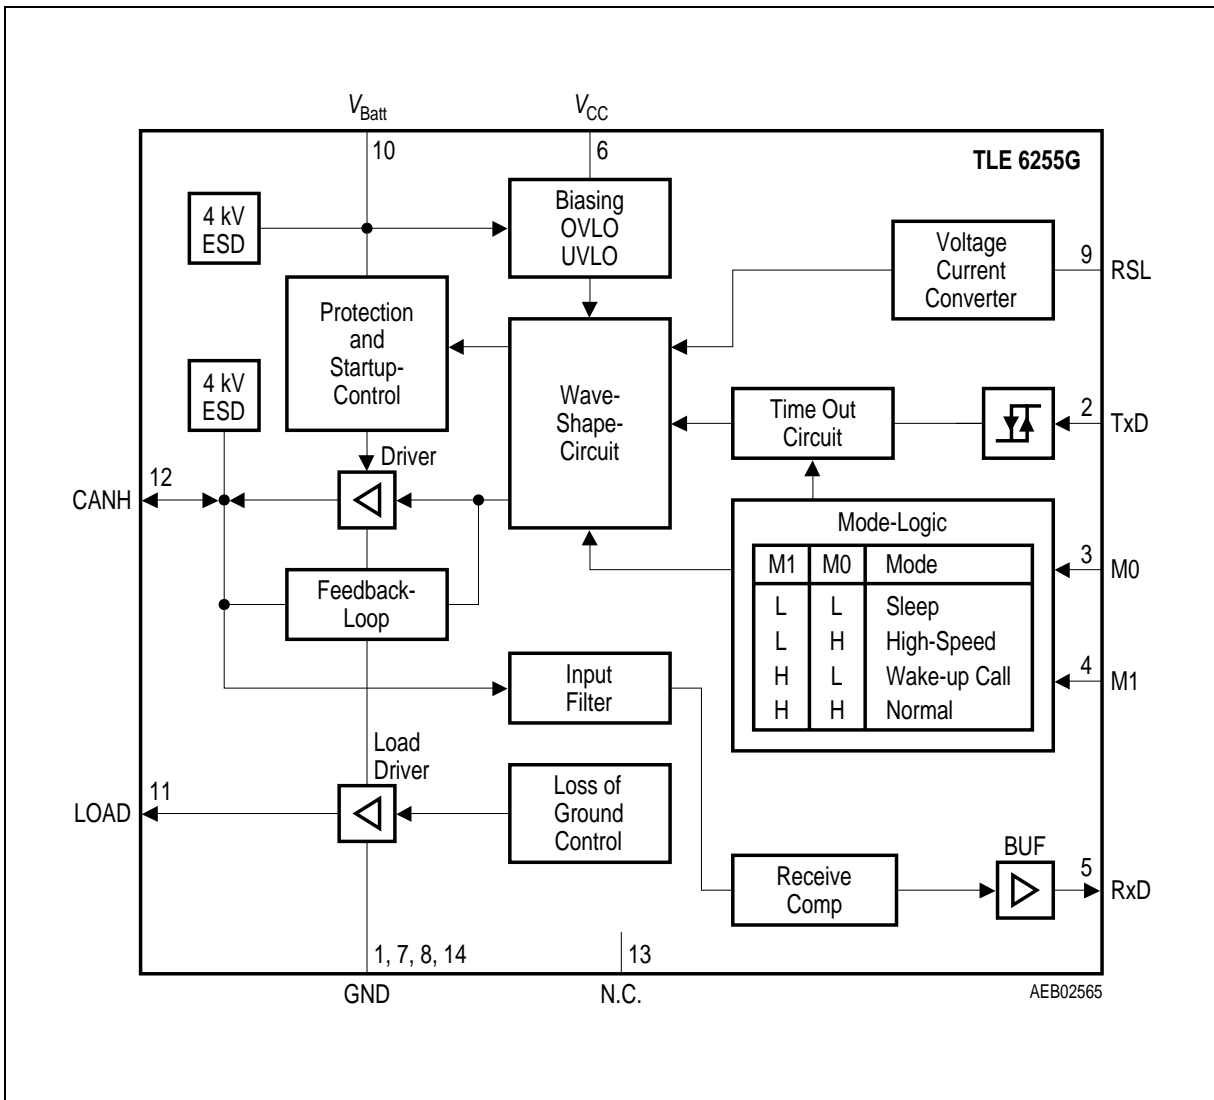 VBatt
VCC
10
6
TLE 6255G
4 kV
ESD
Biasing
OVLO
UVLO
Voltage
Current
Converter
9
RSL
Protection
and
Startup-
Control
4 kV
ESD
Wave-
Shape-
Circuit
Time Out
Circuit
2
TxD
Driver
12
CANH
Mode-Logic
M1 M0 Mode
L L Sleep
L H High-Speed
H L Wake-up Call
H H Normal
3
M0
4
M1
Feedback-
Loop
Input
Filter
Load
Driver
11
LOAD
Loss of
Ground
Control
Receive
Comp
BUF
5
RxD
1, 7, 8, 14
13
GND
N.C.
AEB02565